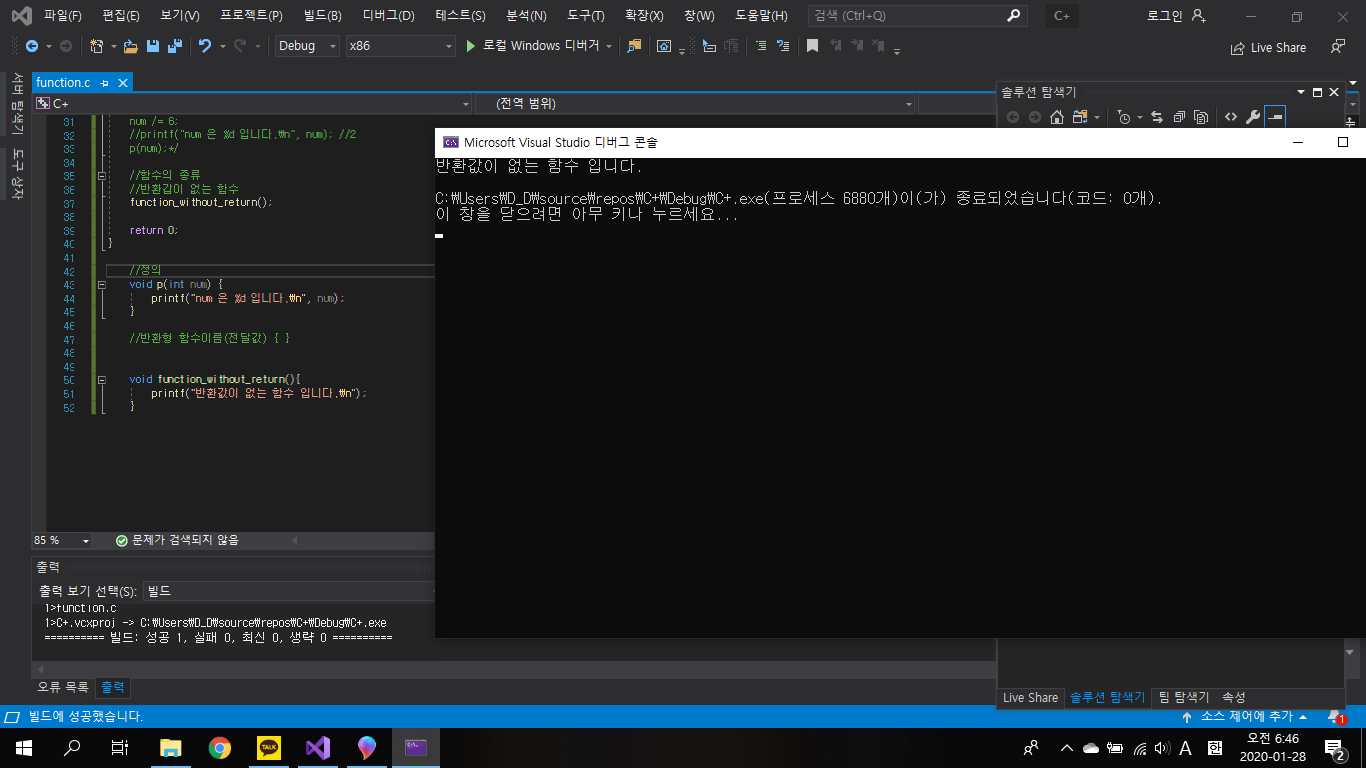 파일(F) 편집(E) 보기(V) 프로젝트(P) 빌드(B) 디버그(D) 테스트(S) 분석(N) 도구(T) 확장(X) 창(W) 도움말(H) 검색 (Ctrl+Q) C+ 로그인
Debug x86 로컬 Windows 디버거 Live Share
서버 탐색기
도구 상자
function.c
C+ (전역 범위)
31 num /= 6;
32 //printf("num 은 %d 입니다.\n", num); //2
33 p(num);*/
34
35 //함수의 종류
36 //반환갑이 없는 함수
37 function_without_return();
38
39 return 0;
40 }
41
42 //정의
43 void p(int num) {
44 printf("num 은 %d 입니다.₩n", num);
45 }
46
47 //반환형 함수이름(전달값) { }
48
49
50 void function_without_return(){
51 printf("반환값이 없는 함수 입니다.₩n");
52 }
85 % 문제가 검색되지 않음
출력
출력 보기 선택(S): 빌드
1>function.c
1>C+.vcxproj -> C:₩Users₩D_D₩source₩repos₩C+₩Debug₩C+.exe
========== 빌드: 성공 1, 실패 0, 최신 0, 생략 0 ==========
오류 목록 출력
솔루션 탐색기
Microsoft Visual Studio 디버그 콘솔
반환값이 없는 함수 입니다.
C:₩Users₩D_D₩source₩repos₩C+₩Debug₩C+.exe(프로세스 6880개)이(가) 종료되었습니다(코드: 0개).
이 창을 닫으려면 아무 키나 누르세요...
Live Share 솔루션 탐색기 팀 탐색기 속성
빌드에 성공했습니다. 소스 제어에 추가 1
TALK A 한 오전 6:46
2020-01-28 2